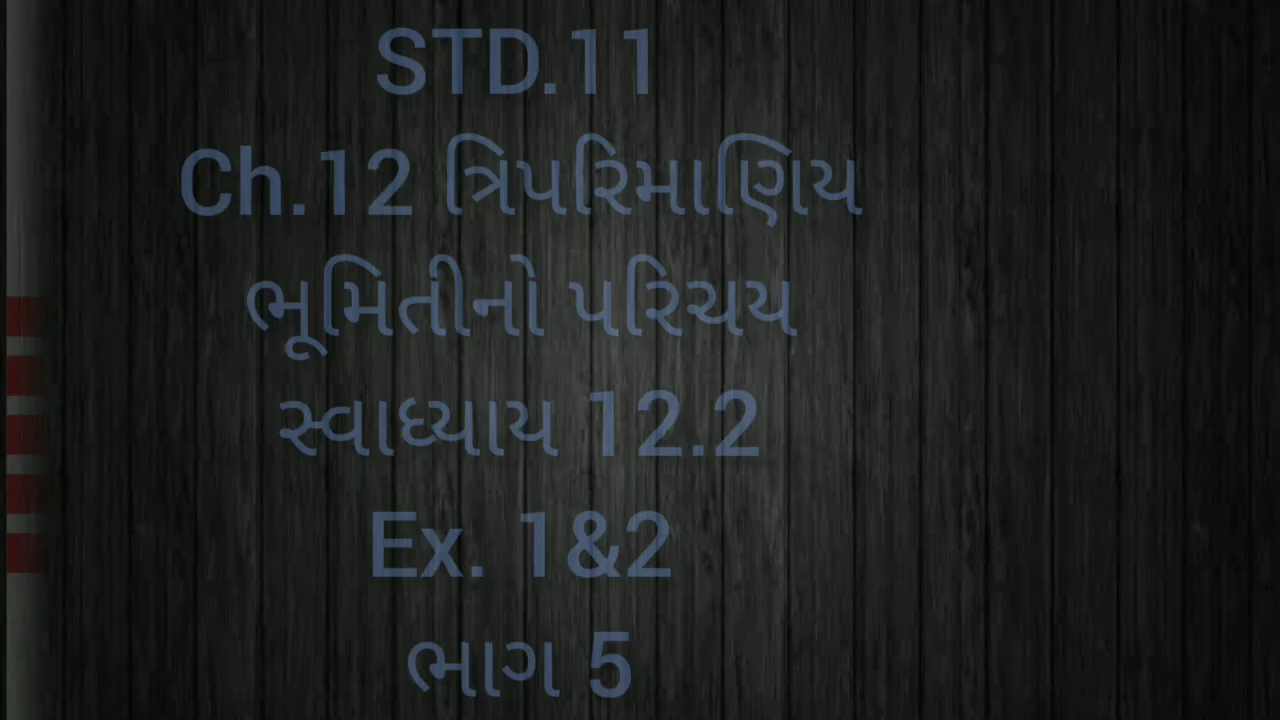 STD.11
Ch.12 ત્રિપરિમાણિય
ભૂમિતીનો પરિચય
સ્વાધ્યાય 12.2
Ex. 1&2
ભાગ 5